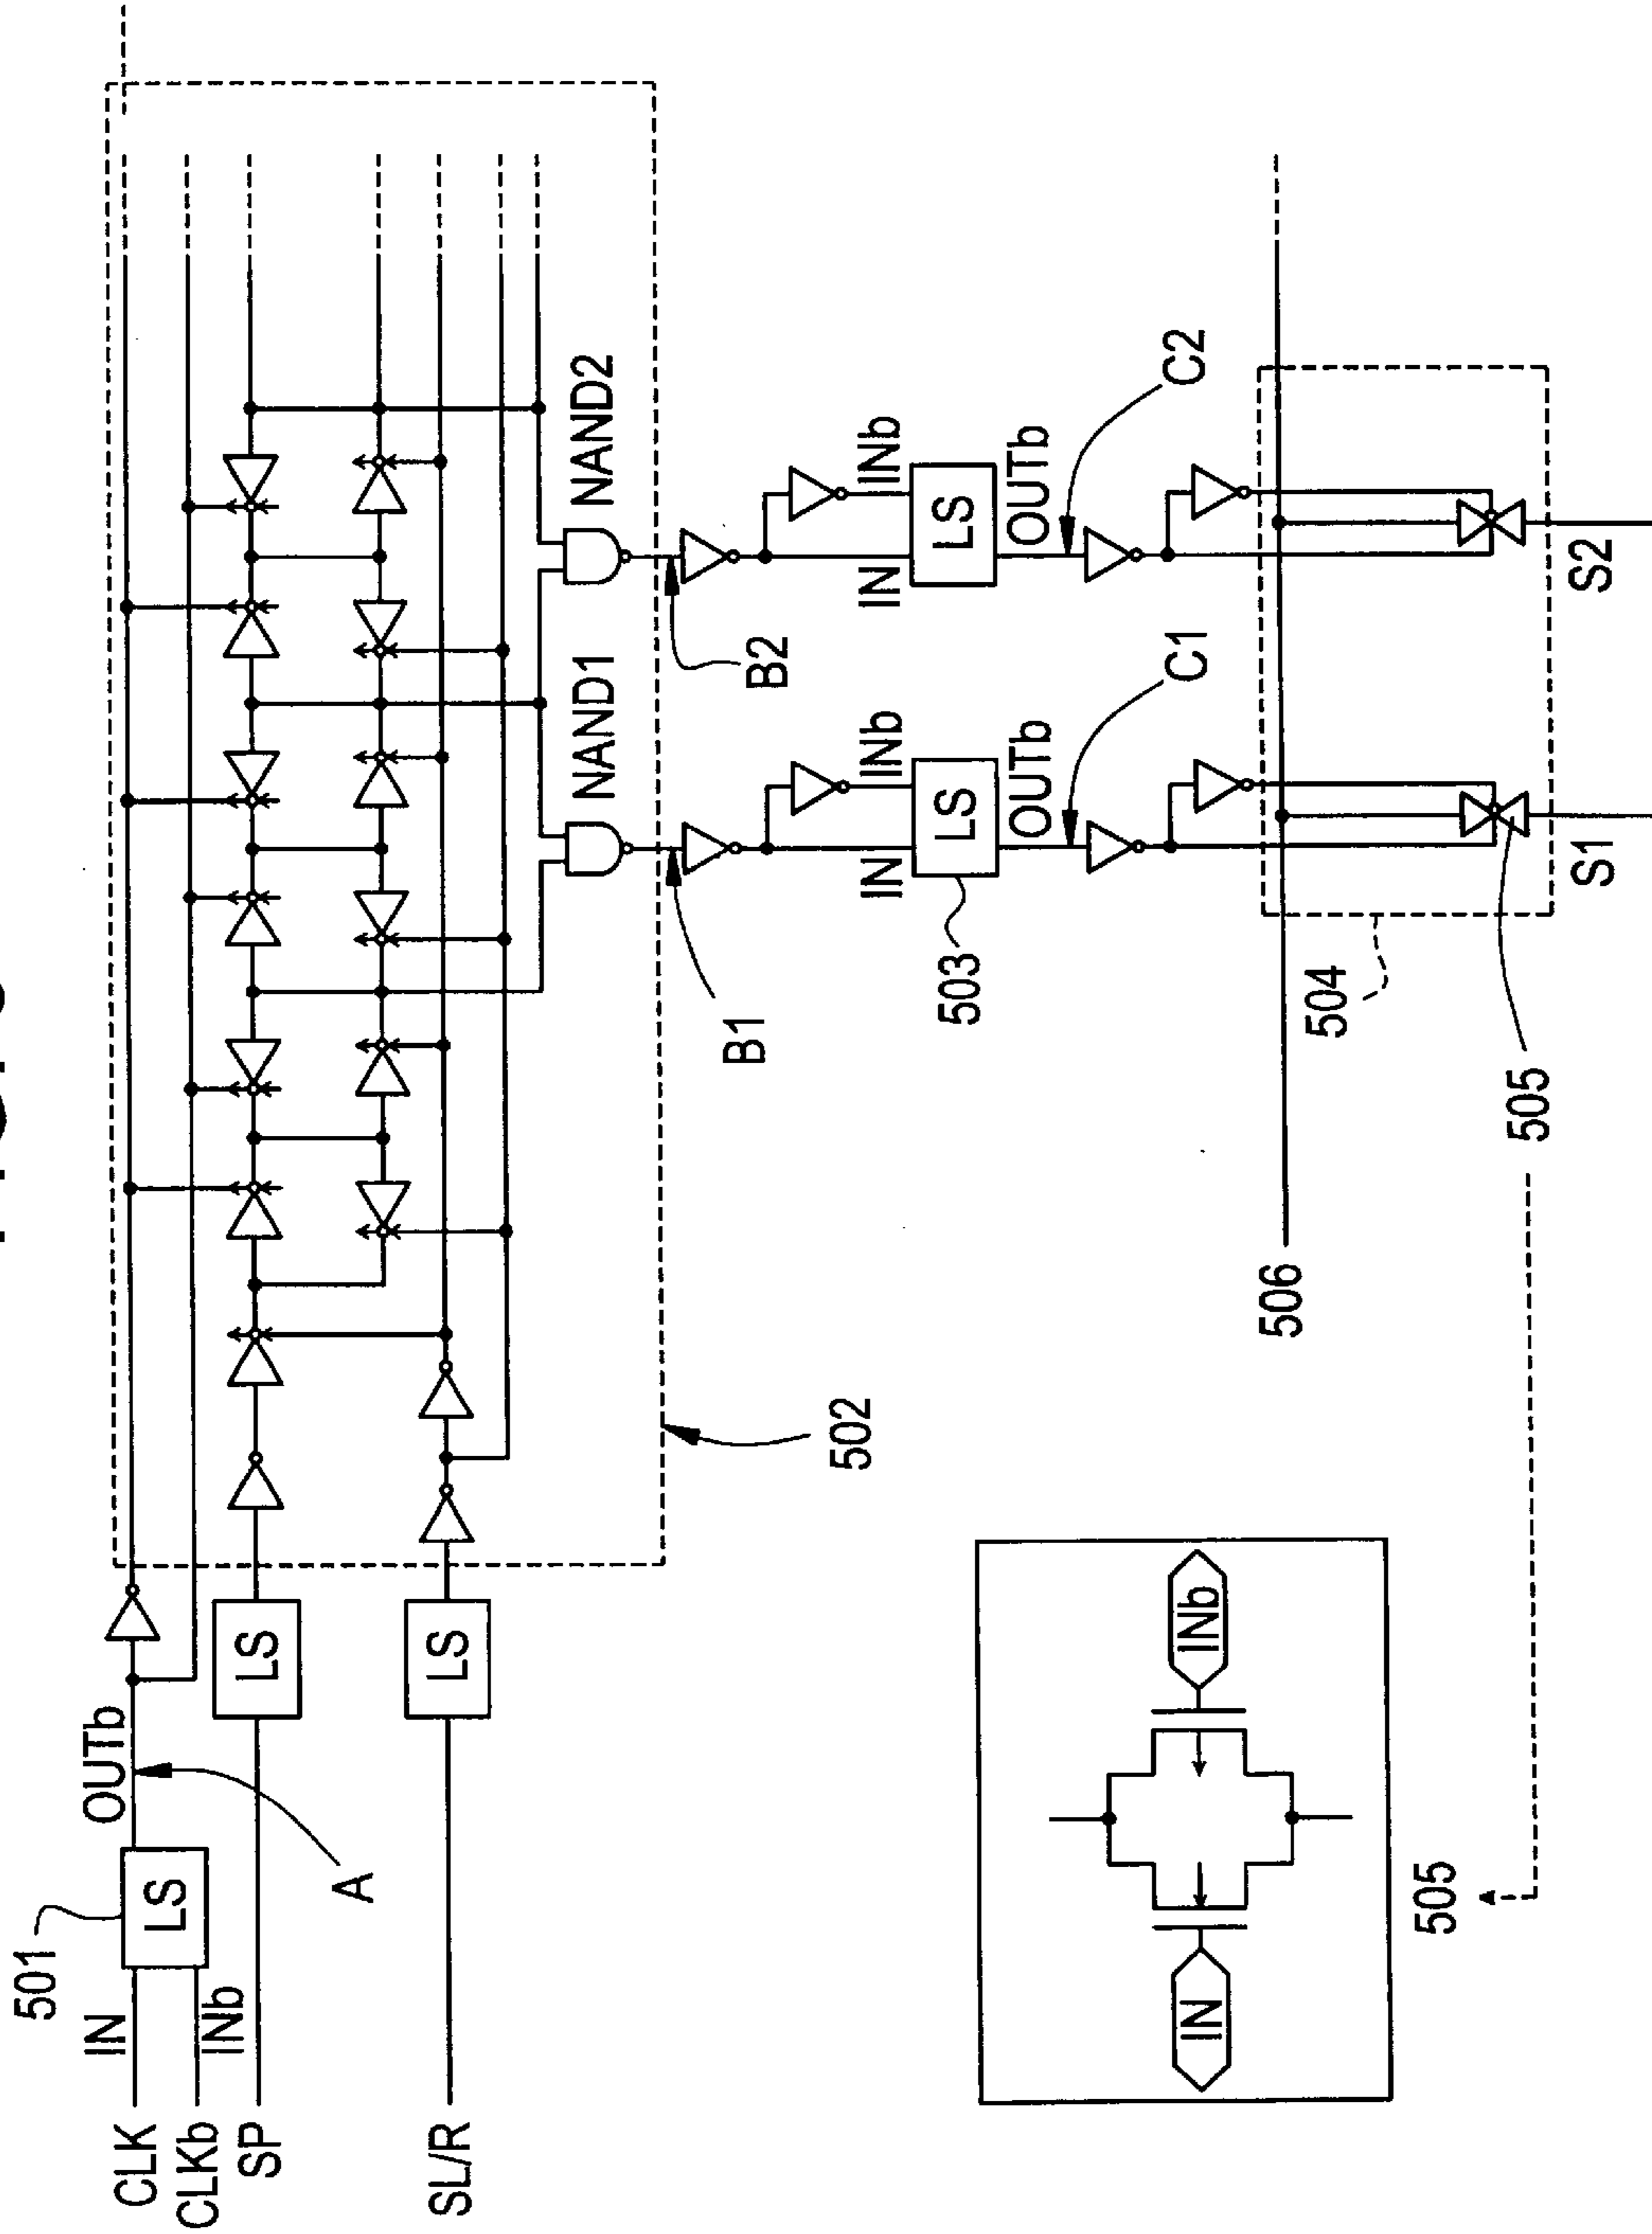 501
IN
OUTb
CLK
LS
CLKb
INb
A
SP
LS
SL/R
LS
502
NAND1
NAND2
B1
B2
IN
INb
IN
INb
503
LS
LS
OUTb
OUTb
C1
C2
506
504
505
S1
S2
IN
INb
505